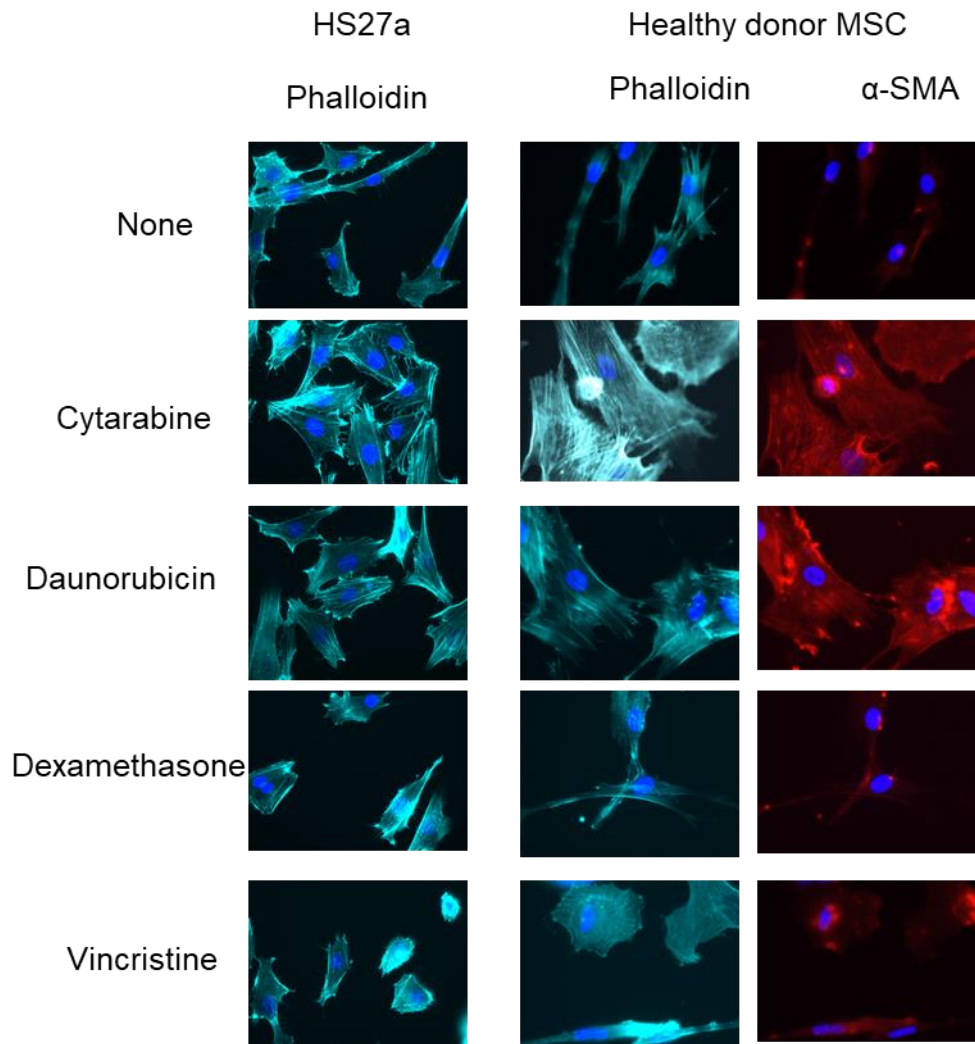 HS27a
Healthy donor MSC
Phalloidin
Phalloidin
α-SMA
None
Cytarabine
Daunorubicin
Dexamethasone
Vincristine